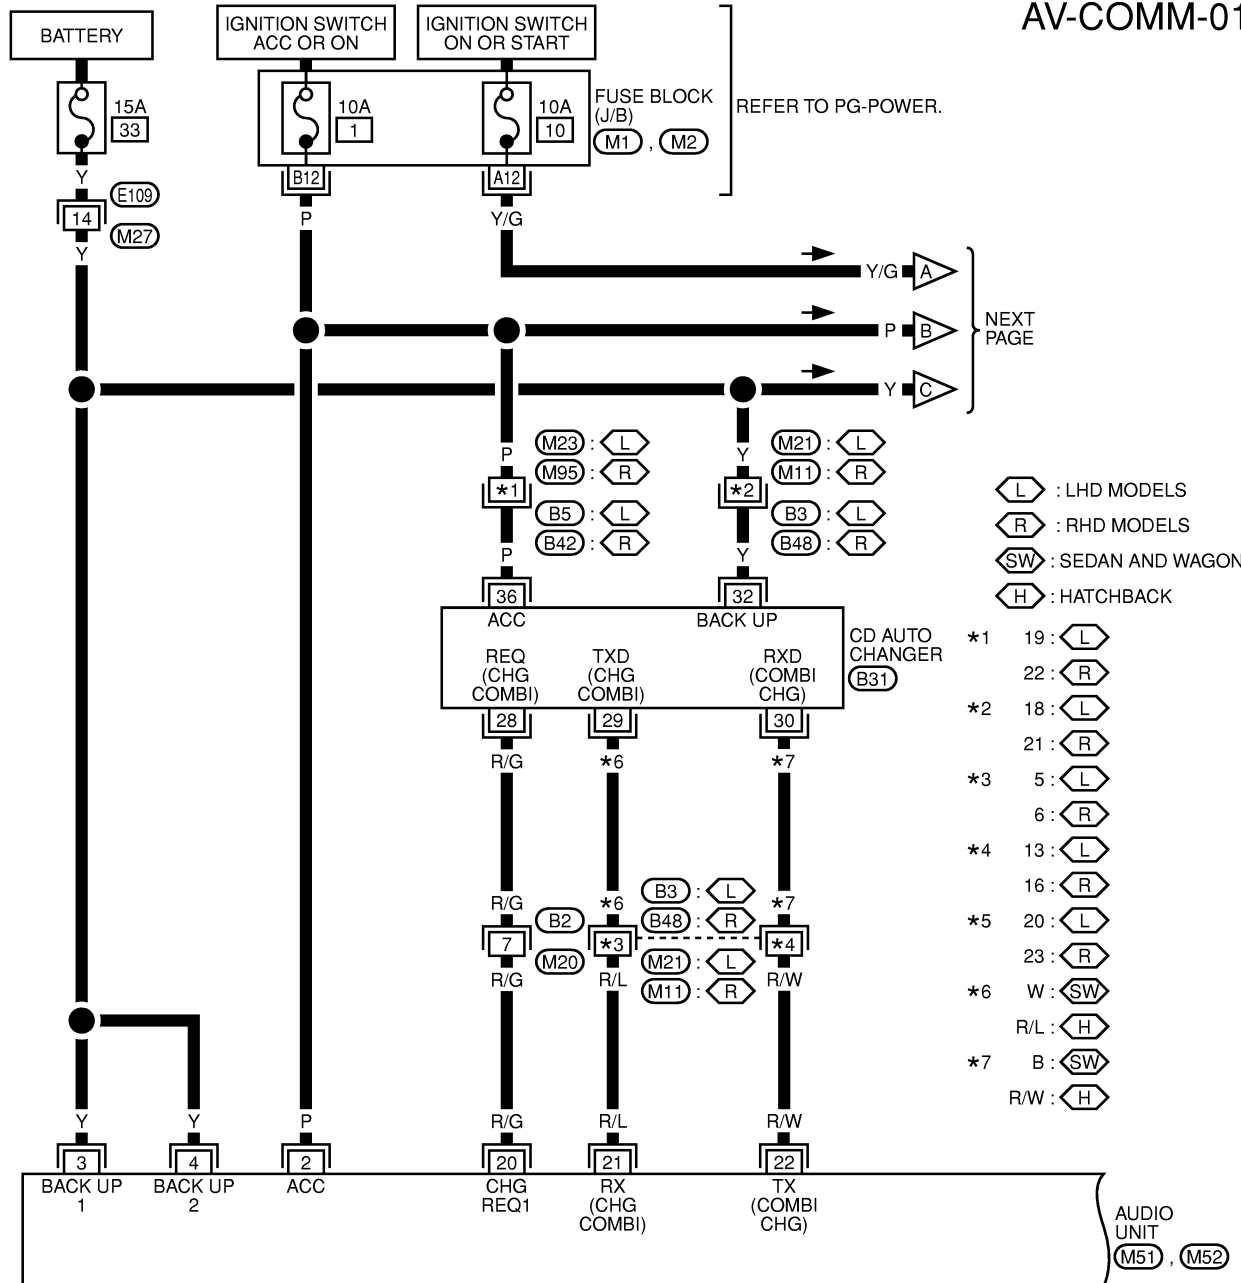 AV-COMM-01
BATTERY
IGNITION SWITCH
ACC OR ON
IGNITION SWITCH
ON OR START
15A
33
10A
1
10A
10
FUSE BLOCK
(J/B)
M1 , M2
REFER TO PG-POWER.
Y
E109
14
M27
Y
B12
P
A12
Y/G
Y/G A
P B
Y C
NEXT
PAGE
P
*1
P
M23 : L
M95 : R
B5 : L
B42 : R
Y
*2
Y
M21 : L
M11 : R
B3 : L
B48 : R
36
ACC
32
BACK UP
CD AUTO
CHANGER
B31
REQ
(CHG
COMBI)
TXD
(CHG
COMBI)
RXD
(COMBI
CHG)
28
29
30
R/G
*6
*7
R/G
*6
*7
B2
B3 : L
B48 : R
7
*3
*4
M20
M21 : L
M11 : R
R/G
R/L
R/W
L : LHD MODELS
R : RHD MODELS
SW : SEDAN AND WAGON
H : HATCHBACK
*1 19 : L
22 : R
*2 18 : L
21 : R
*3 5 : L
6 : R
*4 13 : L
16 : R
*5 20 : L
23 : R
*6 W : SW
R/L : H
*7 B : SW
R/W : H
Y
Y
P
R/G
R/L
R/W
3
4
2
20
21
22
BACK UP
1
BACK UP
2
ACC
CHG
REQ1
RX
(CHG
COMBI)
TX
(COMBI
CHG)
AUDIO
UNIT
M51 , M52